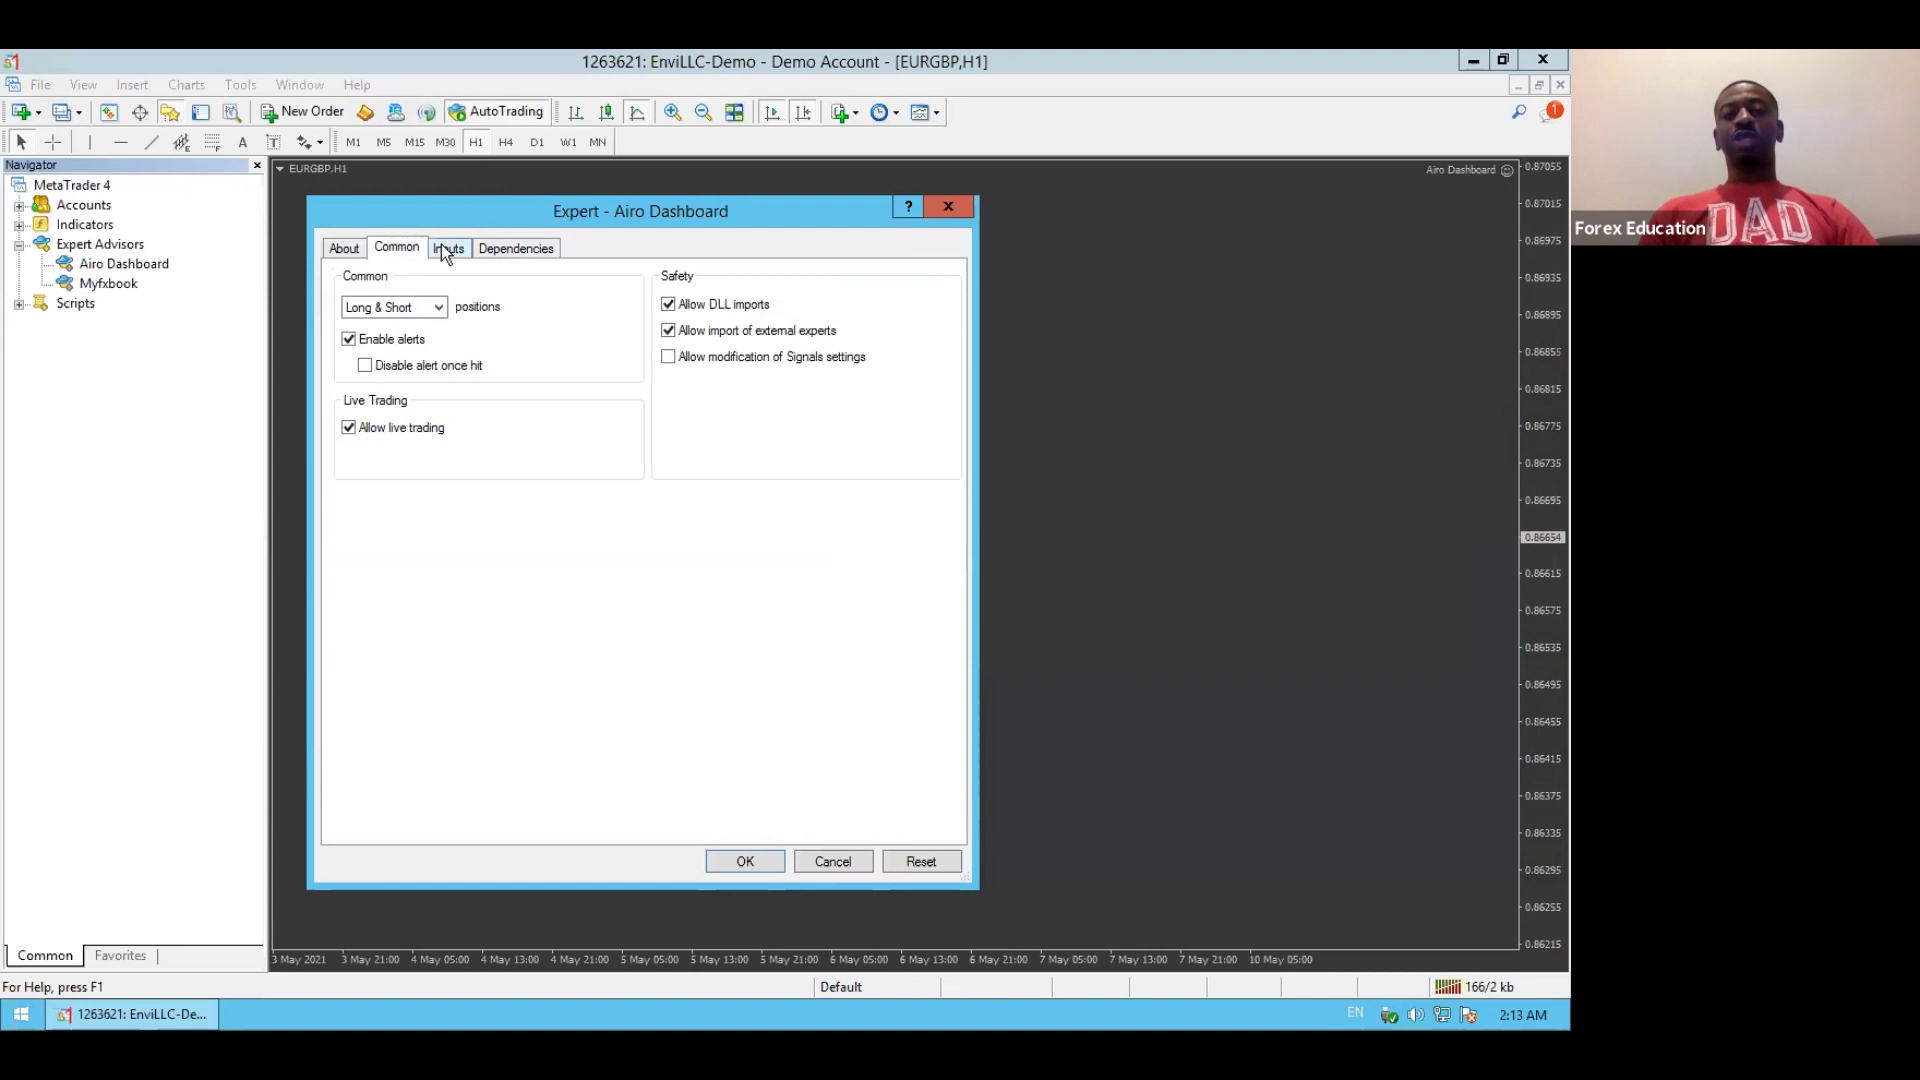 1263621: EnviLLC-Demo - Demo Account - [EURGBP,H1]
File View Insert Charts Tools Window Help
New Order AutoTrading 1
A T M1 M5 M15 M30 H1 H4 D1 W1 MN
Navigator
MetaTrader 4
Accounts
Indicators
Expert Advisors
Airo Dashboard
Myfxbook
Scripts
Common Favorites
EURGBP,H1
Airo Dashboard
Expert - Airo Dashboard
About Common Inputs Dependencies
Common
Long & Short positions
Enable alerts
Disable alert once hit
Live Trading
Allow live trading
Safety
Allow DLL imports
Allow import of external experts
Allow modification of Signals settings
OK Cancel Reset
0.87055
0.87015
0.86975
0.86935
0.86895
0.86855
0.86815
0.86775
0.86735
0.86695
0.86654
0.86615
0.86575
0.86535
0.86495
0.86455
0.86415
0.86375
0.86335
0.86295
0.86255
0.86215
3 May 2021 3 May 21:00 4 May 05:00 4 May 13:00 4 May 21:00 5 May 05:00 5 May 13:00 5 May 21:00 6 May 05:00 6 May 13:00 6 May 21:00 7 May 05:00 7 May 13:00 7 May 21:00 10 May 05:00
For Help, press F1 Default 166/2 kb
1263621: EnviLLC-De... EN 2:13 AM
Forex Education
DAD